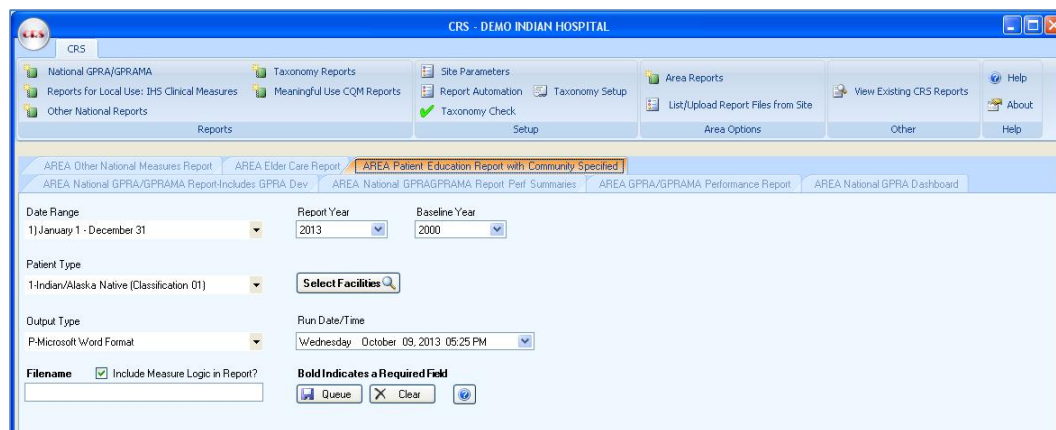 CRS - DEMO INDIAN HOSPITAL
CRS
CRS
National GPRA/GPRAMA
Reports for Local Use: IHS Clinical Measures
Other National Reports
Taxonomy Reports
Meaningful Use CQM Reports
Reports
Site Parameters
Report Automation
Taxonomy Setup
Taxonomy Check
Setup
Area Reports
List/Upload Report Files from Site
Area Options
View Existing CRS Reports
Other
Help
About
Help
AREA Other National Measures Report
AREA Elder Care Report
AREA Patient Education Report with Community Specified
AREA National GPRA/GPRAMA Report-Includes GPRA Dev
AREA National GPRAGPRAMA Report Perf Summaries
AREA GPRA/GPRAMA Performance Report
AREA National GPRA Dashboard
Date Range
1) January 1 - December 31
Report Year
2013
Baseline Year
2000
Patient Type
1-Indian/Alaska Native (Classification 01)
Select Facilities
Output Type
P-Microsoft Word Format
Run Date/Time
Wednesday October 09, 2013 05:25 PM
Filename
Include Measure Logic in Report?
Bold Indicates a Required Field
Queue
Clear